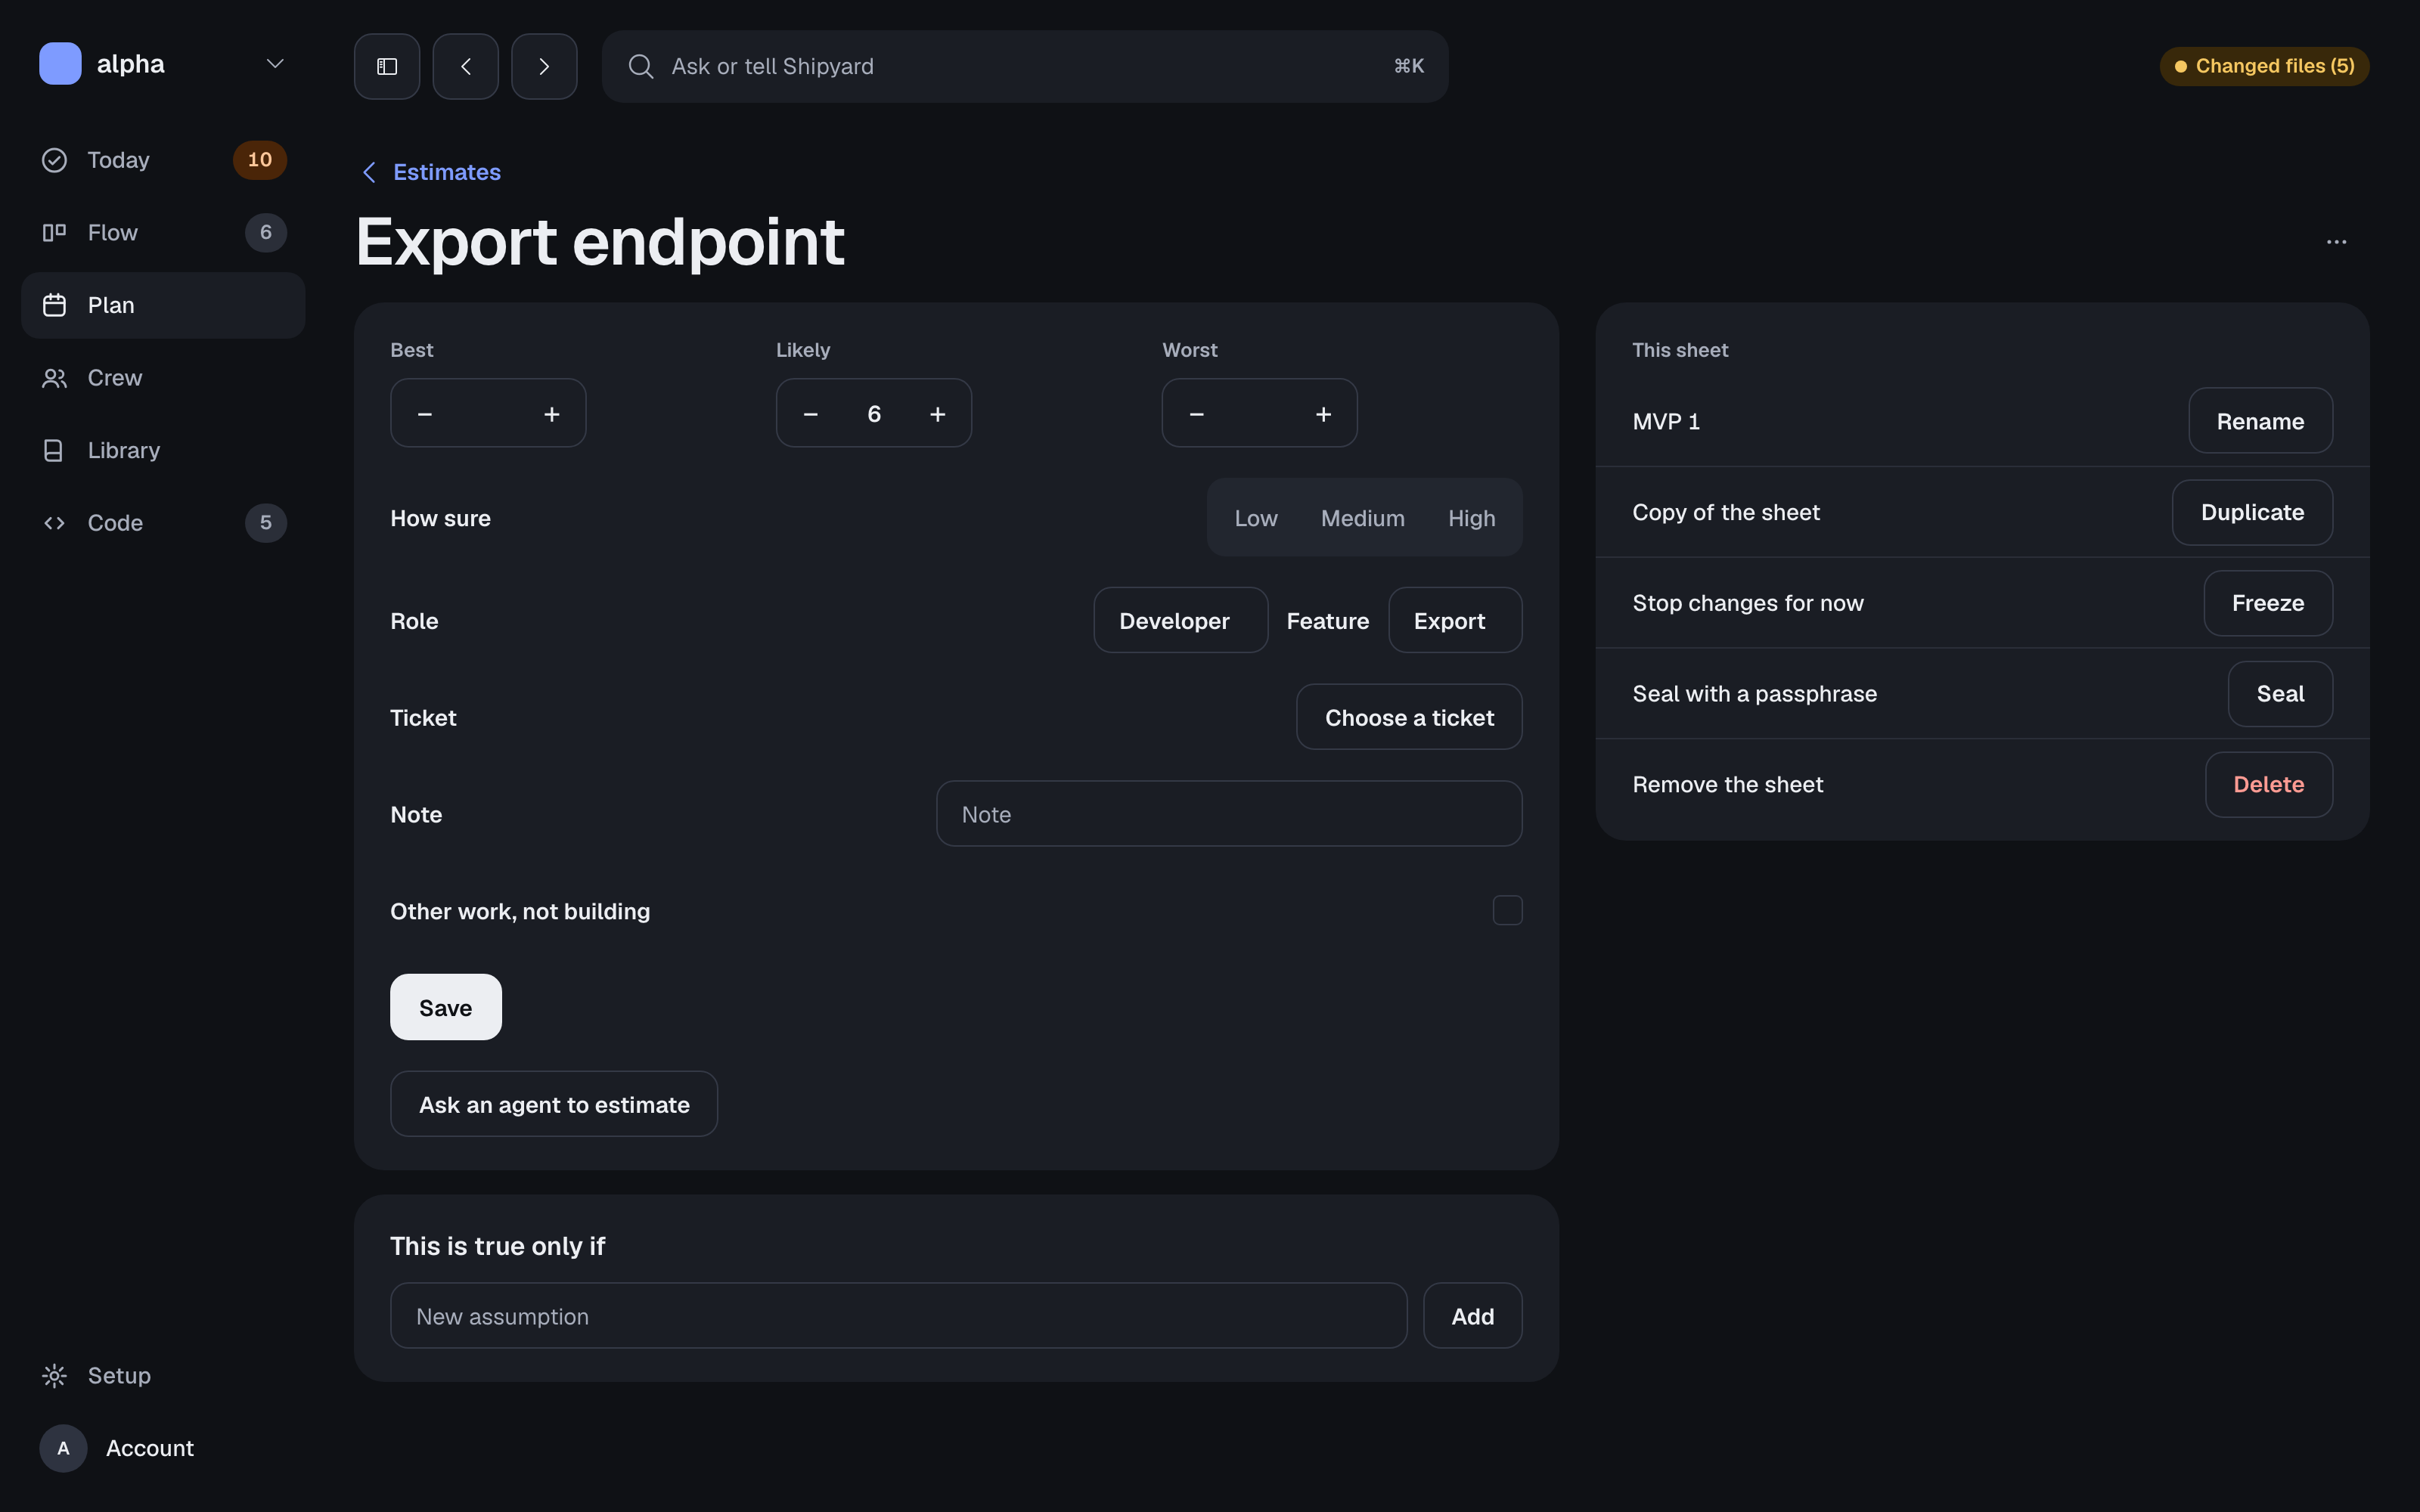 alpha
Ask or tell Shipyard
⌘K
Changed files (5)
Today
10
Flow
6
Plan
Crew
Library
Code
5
Setup
A
Account
Estimates
Export endpoint
Best
Likely
Worst
− +
− 6 +
− +
How sure
Low Medium High
Role
Developer Feature Export
Ticket
Choose a ticket
Note
Note
Other work, not building
Save
Ask an agent to estimate
This is true only if
New assumption
Add
This sheet
MVP 1
Rename
Copy of the sheet
Duplicate
Stop changes for now
Freeze
Seal with a passphrase
Seal
Remove the sheet
Delete